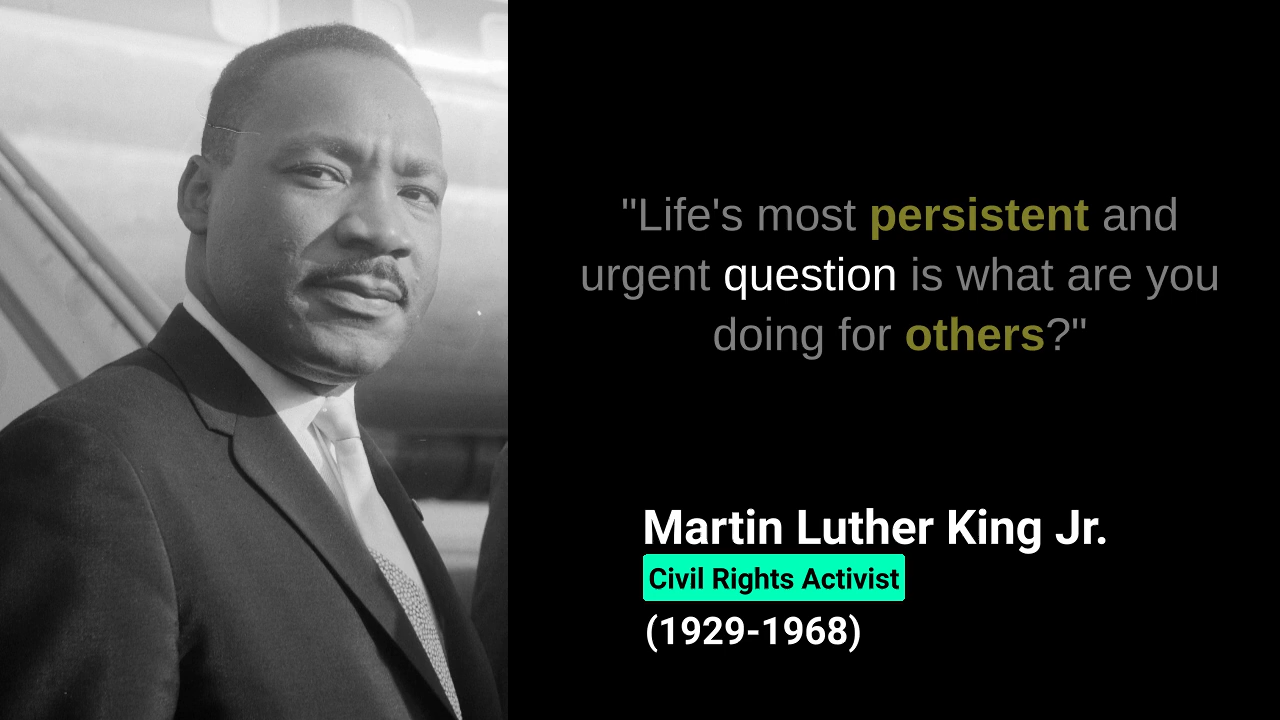 "Life's most persistent and
urgent question is what are you
doing for others?"
Martin Luther King Jr.
Civil Rights Activist
(1929-1968)